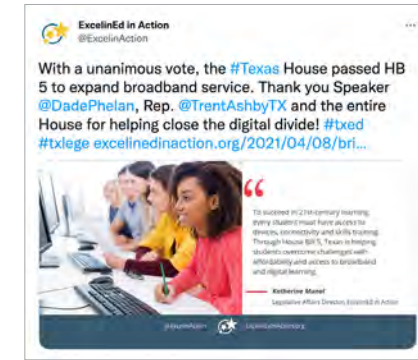 ExcelinEd in Action
@ExcelinAction
With a unanimous vote, the #Texas House passed HB
5 to expand broadband service. Thank you Speaker
@DadePhelan, Rep. @TrentAshbyTX and the entire
House for helping close the digital divide! #txed
#txlege excelinedinaction.org/2021/04/08/bri...
“
To succeed in 21st-century learning,
every student must have access to
devices, connectivity and skills training.
Through House Bill 5, Texas is helping
students overcome challenges with
affordability and access to broadband
and digital learning.
Katherine
Legislative Affairs Director, ExcelinEd in Action
@ExcelinAction